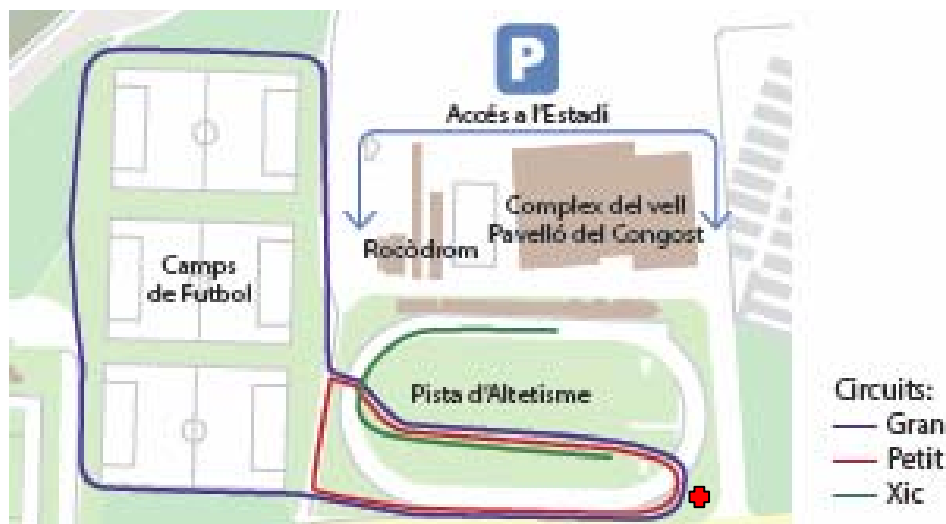 P
Accés a l'Estadi
Complex del vell
Pavelló del Congost
Rocòdrom
Camps
de Futbol
Pista d'Altetisme
Circuits:
Gran
Petit
Xic